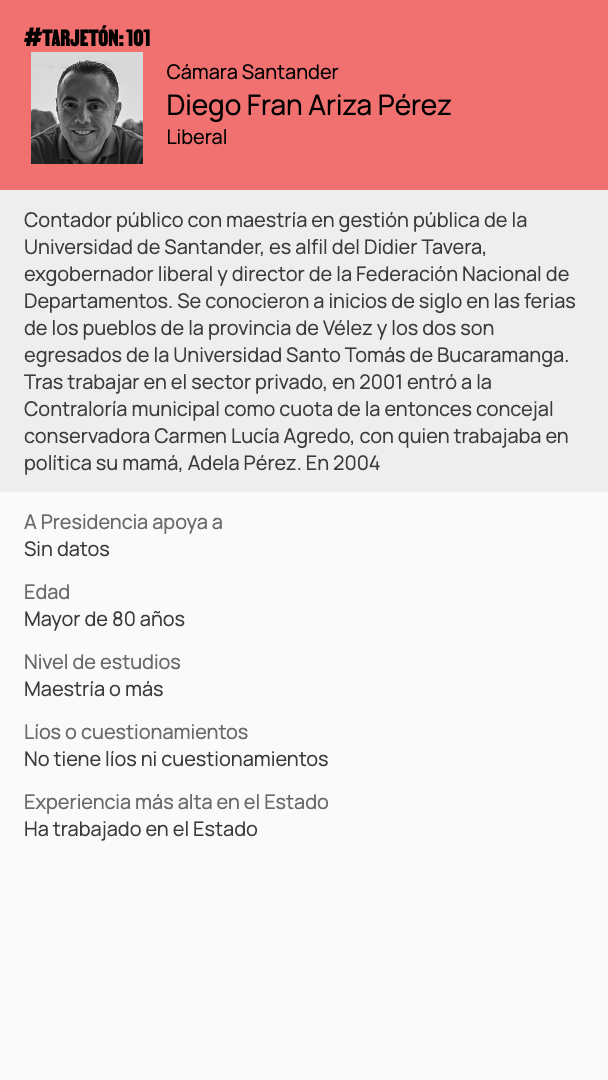 #TARJETÓN: 101
Cámara Santander
Diego Fran Ariza Pérez
Liberal
Contador público con maestría en gestión pública de la
Universidad de Santander, es alfil del Didier Tavera,
exgobernador liberal y director de la Federación Nacional de
Departamentos. Se conocieron a inicios de siglo en las ferias
de los pueblos de la provincia de Vélez y los dos son
egresados de la Universidad Santo Tomás de Bucaramanga.
Tras trabajar en el sector privado, en 2001 entró a la
Contraloría municipal como cuota de la entonces concejal
conservadora Carmen Lucía Agredo, con quien trabajaba en
política su mamá, Adela Pérez. En 2004
A Presidencia apoya a
Sin datos
Edad
Mayor de 80 años
Nivel de estudios
Maestría o más
Líos o cuestionamientos
No tiene líos ni cuestionamientos
Experiencia más alta en el Estado
Ha trabajado en el Estado